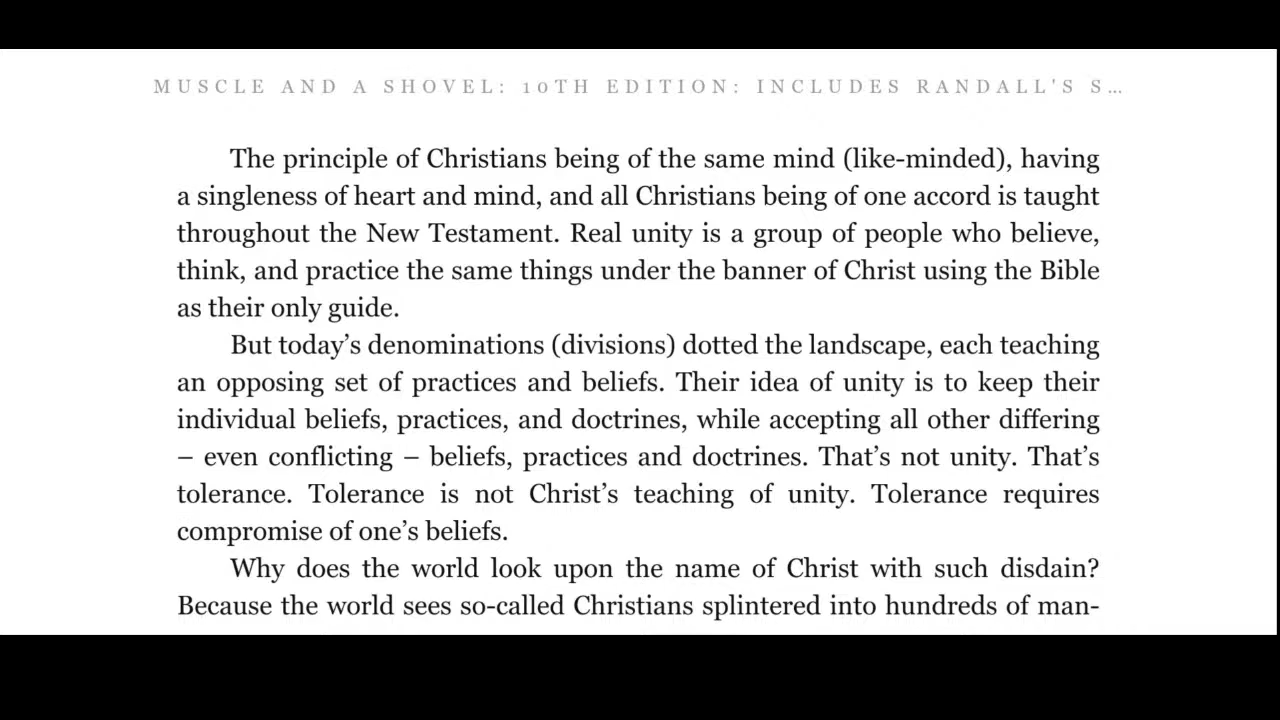 MUSCLE AND A SHOVEL: 10TH EDITION: INCLUDES RANDALL'S S…
The principle of Christians being of the same mind (like-minded), having
a singleness of heart and mind, and all Christians being of one accord is taught
throughout the New Testament. Real unity is a group of people who believe,
think, and practice the same things under the banner of Christ using the Bible
as their only guide.
But today’s denominations (divisions) dotted the landscape, each teaching
an opposing set of practices and beliefs. Their idea of unity is to keep their
individual beliefs, practices, and doctrines, while accepting all other differing
– even conflicting – beliefs, practices and doctrines. That’s not unity. That’s
tolerance. Tolerance is not Christ’s teaching of unity. Tolerance requires
compromise of one’s beliefs.
Why does the world look upon the name of Christ with such disdain?
Because the world sees so-called Christians splintered into hundreds of man-